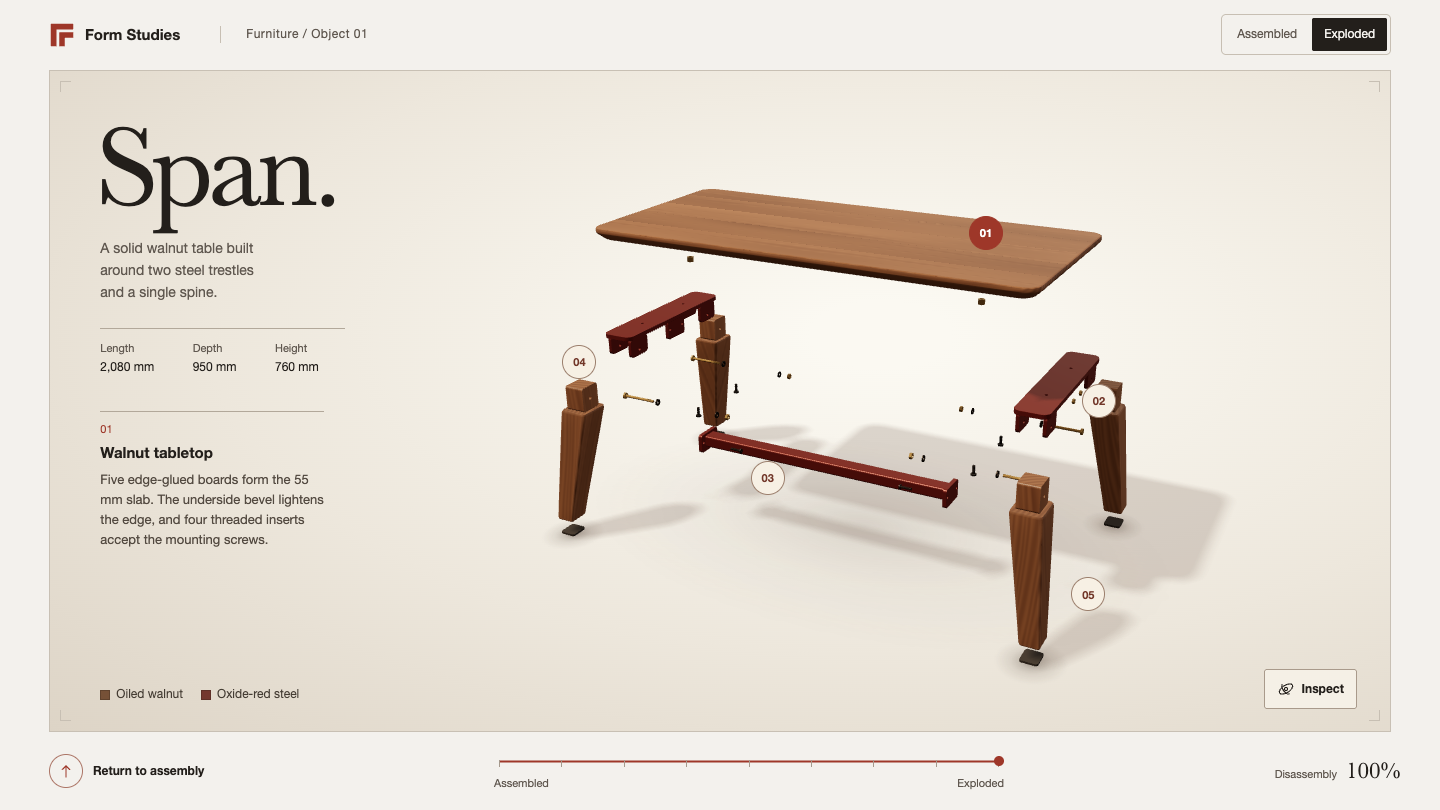 Form Studies
Furniture / Object 01
Assembled
Exploded
Span.
A solid walnut table built
around two steel trestles
and a single spine.
Length
Depth
Height
2,080 mm
950 mm
760 mm
01
Walnut tabletop
Five edge-glued boards form the 55
mm slab. The underside bevel lightens
the edge, and four threaded inserts
accept the mounting screws.
01
04
02
03
05
Oiled walnut
Oxide-red steel
Inspect
Return to assembly
Assembled
Exploded
Disassembly
100%